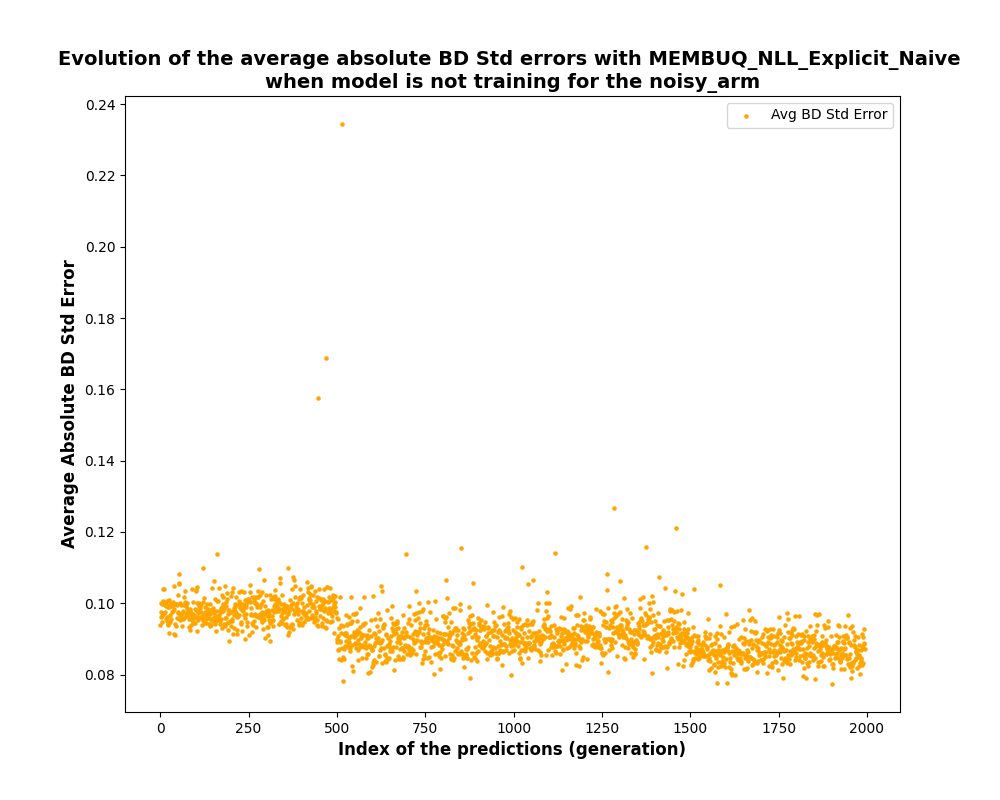 Evolution of the average absolute BD Std errors with MEMBUQ_NLL_Explicit_Naive
when model is not training for the noisy_arm
Avg BD Std Error
0.24
0.22
0.20
0.18
0.16
0.14
0.12
0.10
0.08
Average Absolute BD Std Error
0 250 500 750 1000 1250 1500 1750 2000
Index of the predictions (generation)